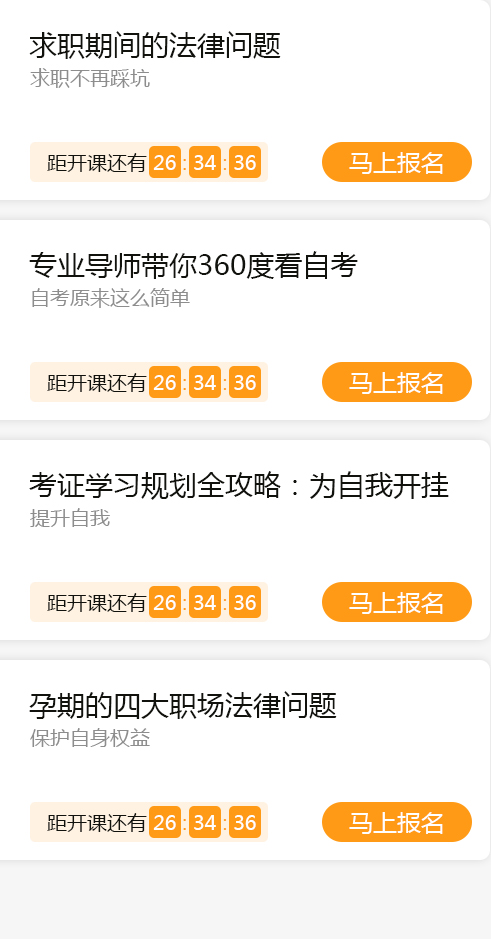 求职期间的法律问题
求职不再踩坑
距开课还有 26 : 34 : 36 马上报名
专业导师带你360度看自考
自考原来这么简单
距开课还有 26 : 34 : 36 马上报名
考证学习规划全攻略：为自我开挂
提升自我
距开课还有 26 : 34 : 36 马上报名
孕期的四大职场法律问题
保护自身权益
距开课还有 26 : 34 : 36 马上报名